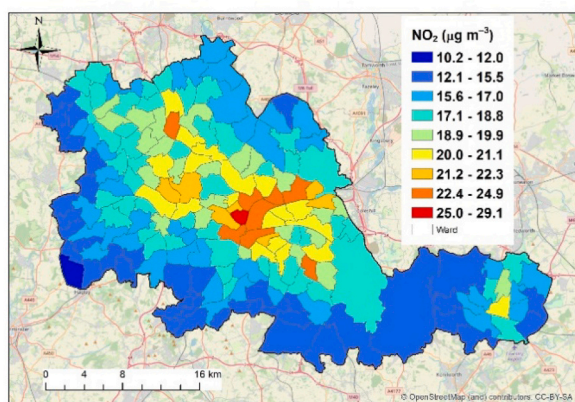 N
NO₂ (µg m⁻³)
10.2 - 12.0
12.1 - 15.5
15.6 - 17.0
17.1 - 18.8
18.9 - 19.9
20.0 - 21.1
21.2 - 22.3
22.4 - 24.9
25.0 - 29.1
Ward
0 4 8 16 km
© OpenStreetMap (and) contributors, CC-BY-SA